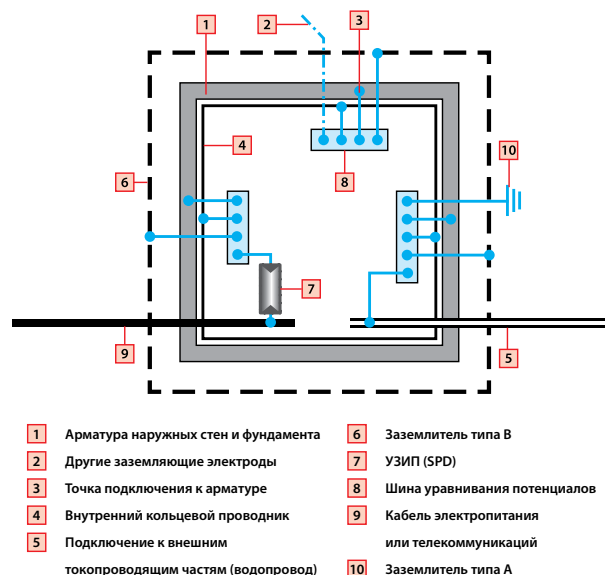 1
2
3
4
10
6
8
7
9
5
1 Арматура наружных стен и фундамента
2 Другие заземляющие электроды
3 Точка подключения к арматуре
4 Внутренний кольцевой проводник
5 Подключение к внешним
токопроводящим частям (водопровод)
6 Заземлитель типа В
7 УЗИП (SPD)
8 Шина уравнивания потенциалов
9 Кабель электропитания
или телекоммуникаций
10 Заземлитель типа А